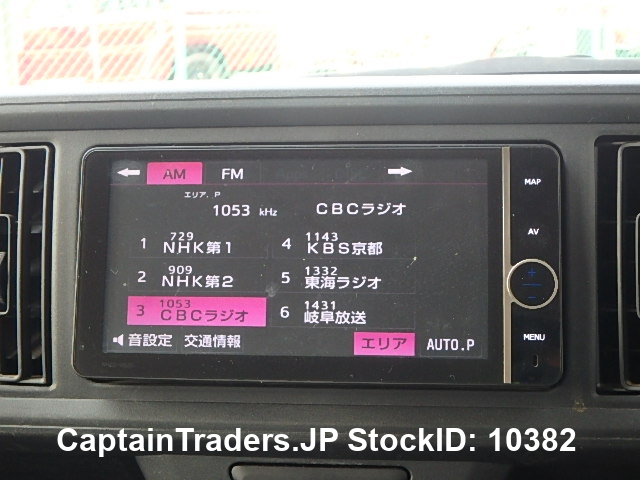 AM FM
エリア. P
1053 kHz CBCラジオ
1 729 NHK第1
4 1143 KBS京都
2 909 NHK第2
5 1332 東海ラジオ
3 1053 CBCラジオ
6 1431 岐阜放送
音設定 交通情報 エリア AUTO.P
MAP
AV
+
−
MENU
CaptainTraders.JP StockID: 10382